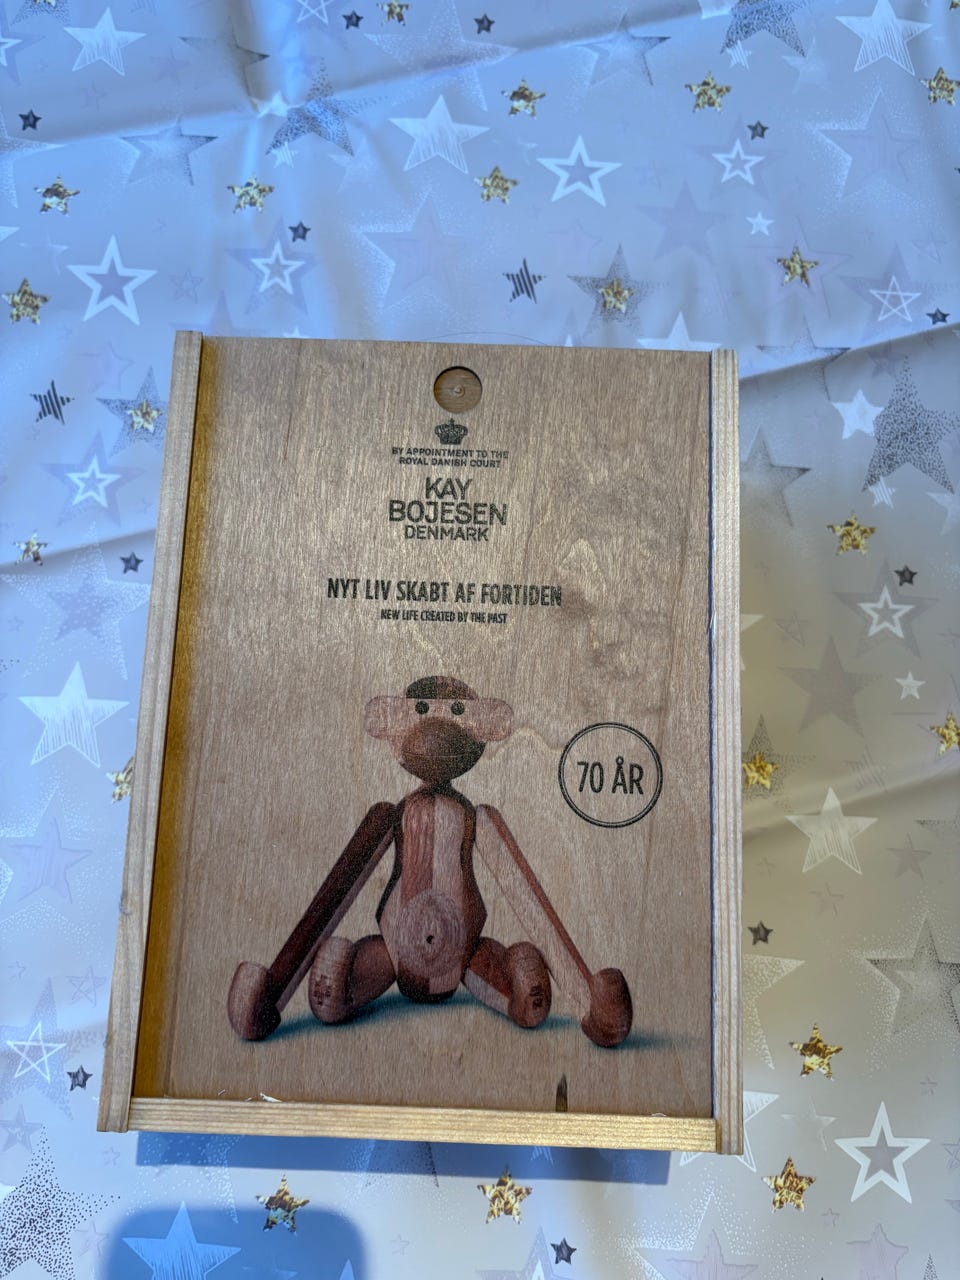 BY APPOINTMENT TO THE
ROYAL DANISH COURT
KAY
BOJESEN
DENMARK
NYT LIV SKABT AF FORTIDEN
NEW LIFE CREATED BY THE PAST
70 ÅR